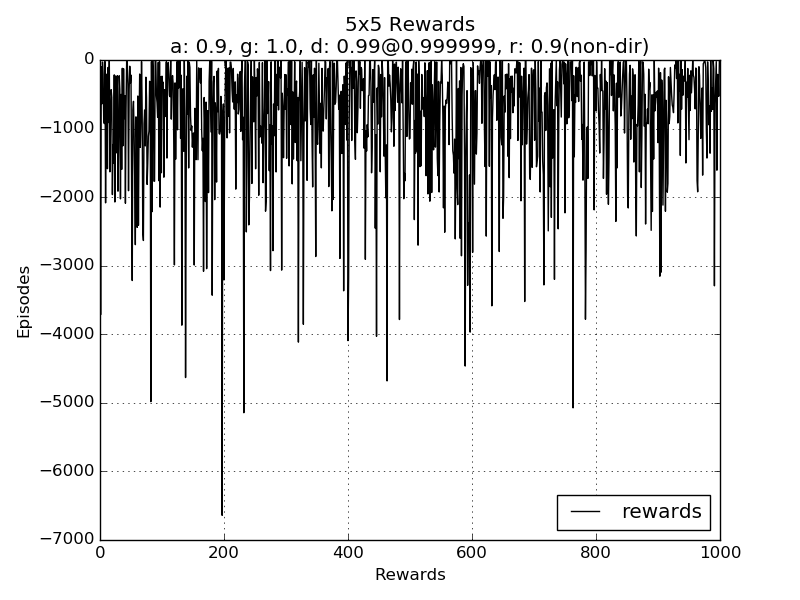 5x5 Rewards
a: 0.9, g: 1.0, d: 0.99@0.999999, r: 0.9(non-dir)
0
−1000
−2000
−3000
−4000
−5000
−6000
−7000
Episodes
rewards
0 200 400 600 800 1000
Rewards